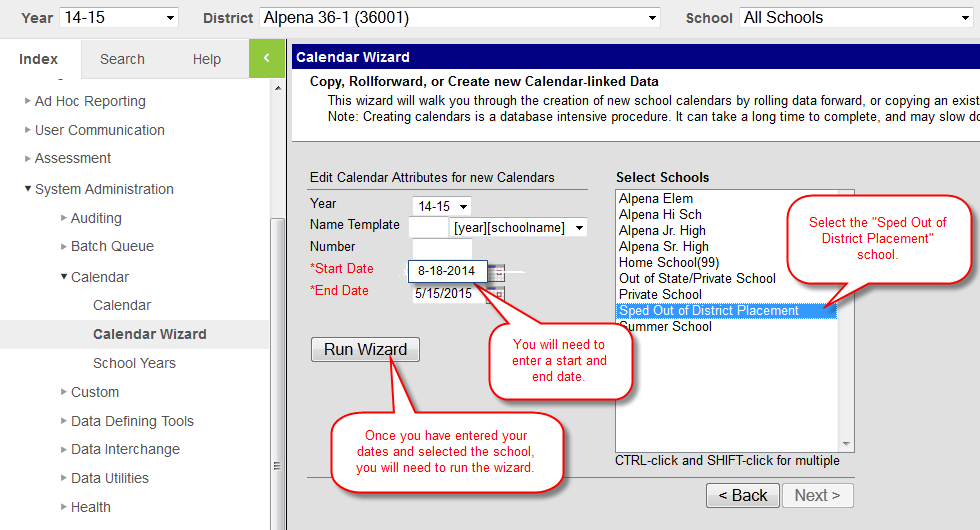 Year 14-15 District Alpena 36-1 (36001) School All Schools
Index Search Help <
Ad Hoc Reporting
User Communication
Assessment
System Administration
Auditing
Batch Queue
Calendar
Calendar
Calendar Wizard
School Years
Custom
Data Defining Tools
Data Interchange
Data Utilities
Health
Calendar Wizard
Copy, Rollforward, or Create new Calendar-linked Data
This wizard will walk you through the creation of new school calendars by rolling data forward, or copying an exist
Note: Creating calendars is a database intensive procedure. It can take a long time to complete, and may slow do
Edit Calendar Attributes for new Calendars
Year 14-15
Name Template [year][schoolname]
Number
*Start Date 8-18-2014
*End Date 5/15/2015
Run Wizard
You will need to
enter a start and
end date.
Once you have entered your
dates and selected the school,
you will need to run the wizard.
Select Schools
Alpena Elem
Alpena Hi Sch
Alpena Jr. High
Alpena Sr. High
Home School(99)
Out of State/Private School
Private School
Sped Out of District Placement
Summer School
Select the "Sped Out of
District Placement"
school.
CTRL-click and SHIFT-click for multiple
< Back Next >